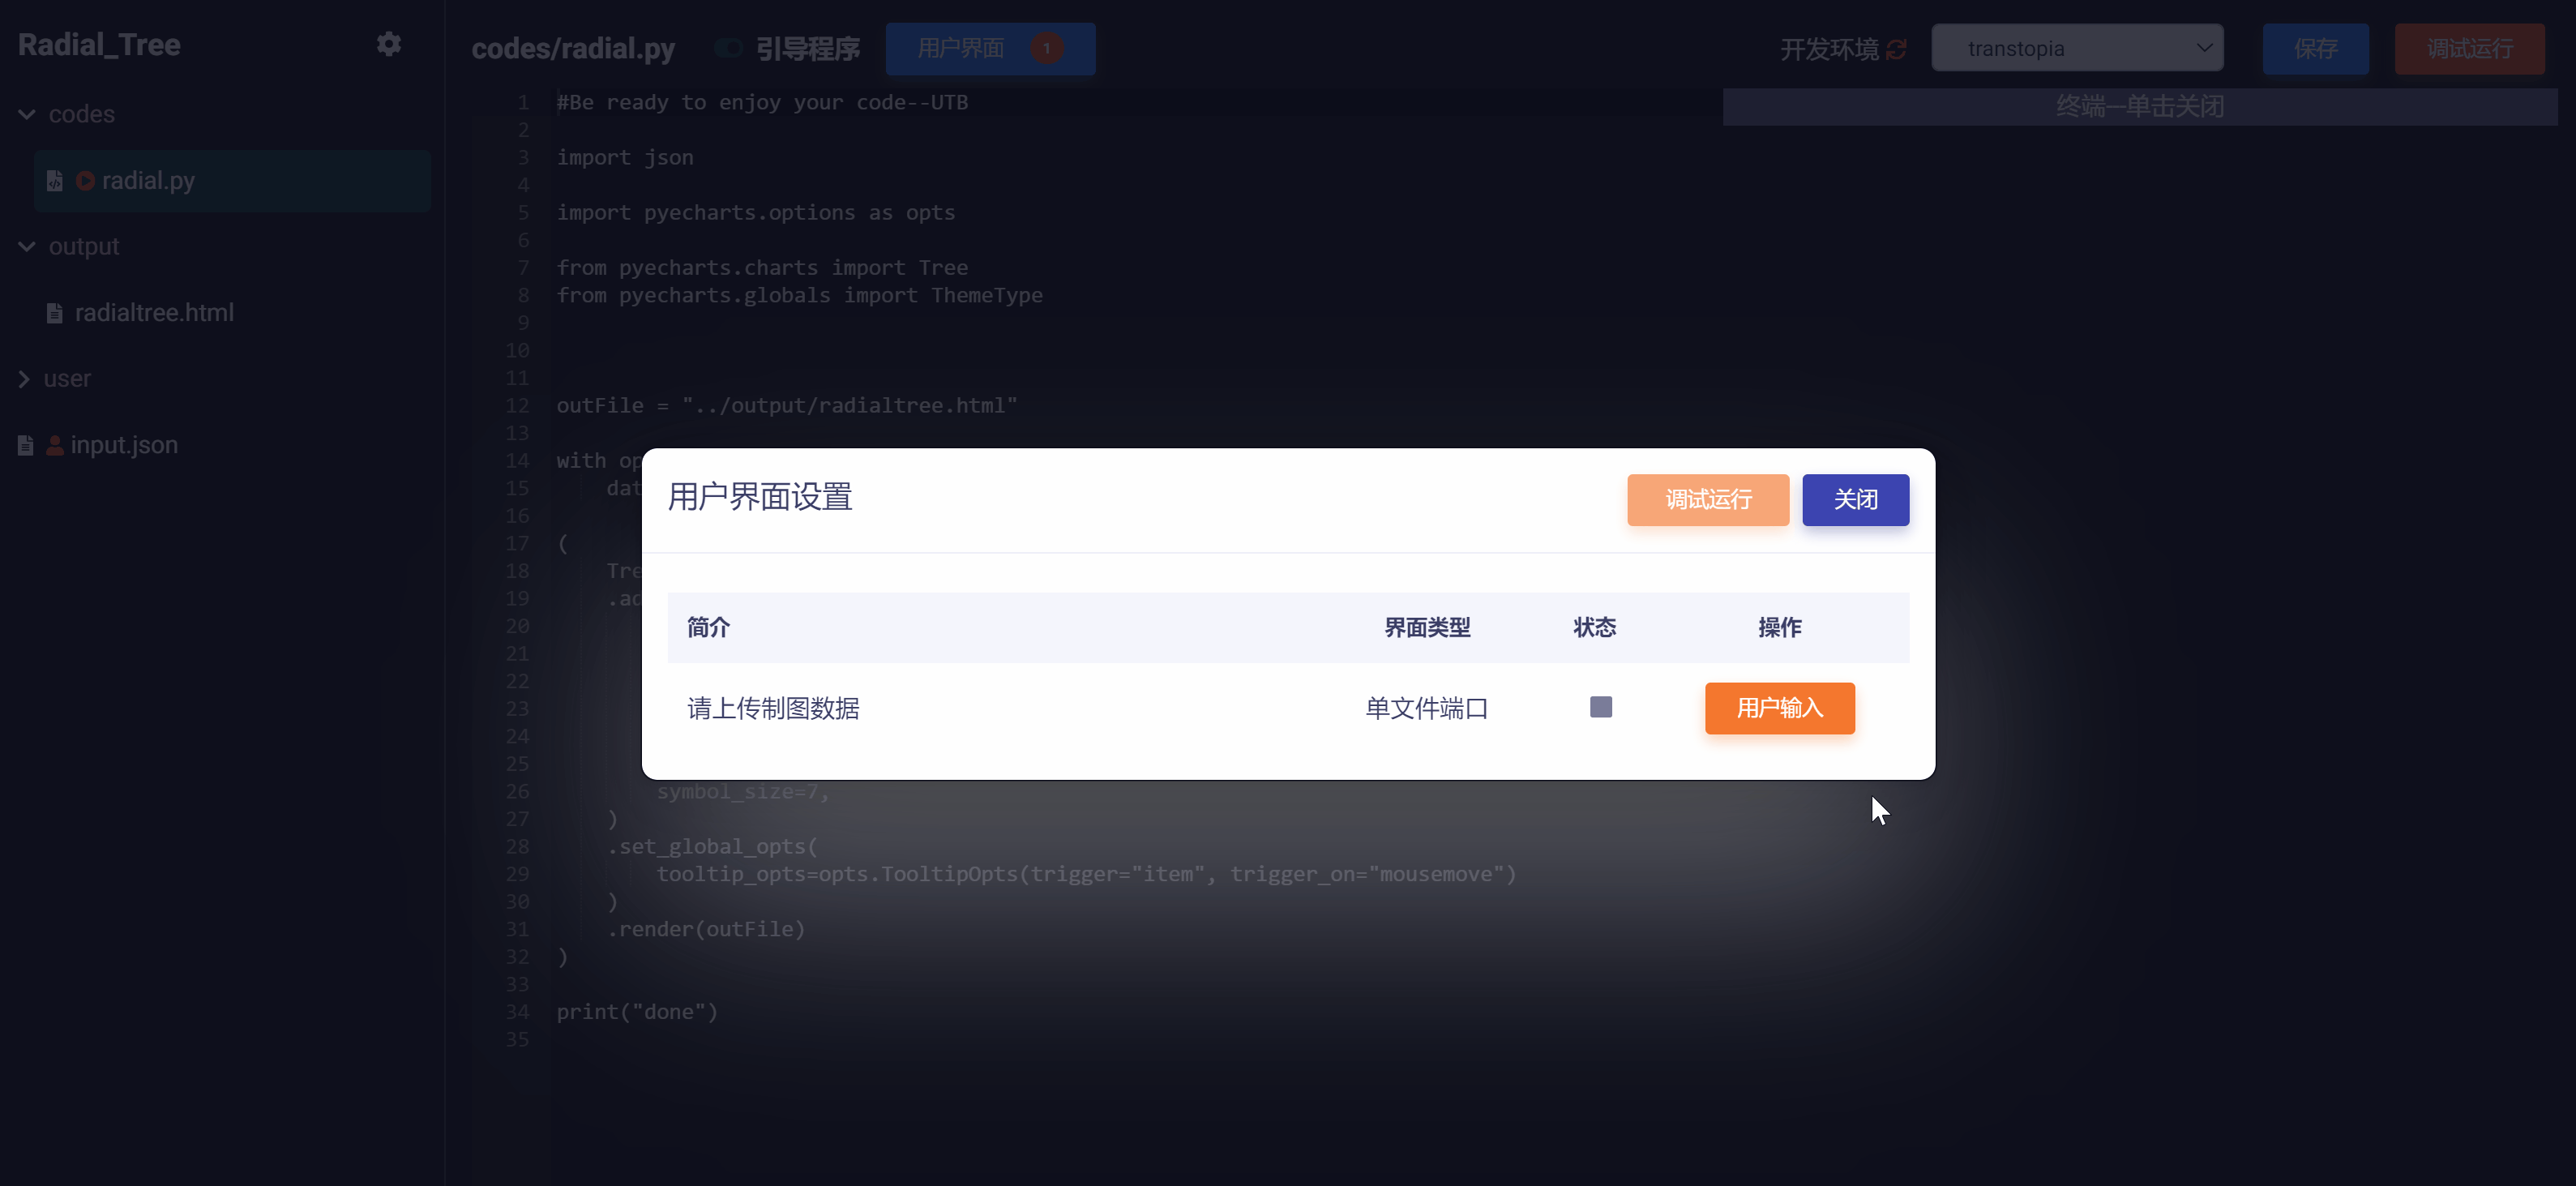 Radial_Tree
codes
radial.py
output
radialtree.html
user
input.json
codes/radial.py 引导程序 用户界面 1 开发环境 transtopia 保存 调试运行
终端—单击关闭
1 #Be ready to enjoy your code--UTB
2
3 import json
4
5 import pyecharts.options as opts
6
7 from pyecharts.charts import Tree
8 from pyecharts.globals import ThemeType
9
10
11
12 outFile = "../output/radialtree.html"
13
14 with op
15 dat
16
17 (
18 Tre
19 .ad
20
21
22
23
24
25
26 symbol_size=7,
27 )
28 .set_global_opts(
29 tooltip_opts=opts.TooltipOpts(trigger="item", trigger_on="mousemove")
30 )
31 .render(outFile)
32 )
33
34 print("done")
35
用户界面设置 调试运行 关闭
简介 界面类型 状态 操作
请上传制图数据 单文件端口 用户输入